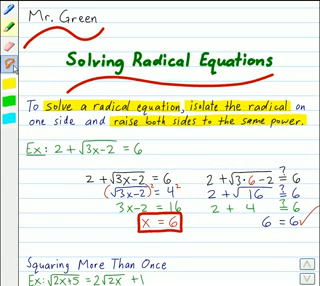 Mr. Green
Solving Radical Equations
To solve a radical equation, isolate the radical on
one side and raise both sides to the same power.
Ex: 2 + √3x-2 = 6
2 + √3x-2 = 6
(√3x-2)² = 4²
3x-2 = 16
x = 6
2 + √3·6-2 ≟ 6
2 + √16 ≟ 6
2 + 4 ≟ 6
6 = 6 ✓
Squaring More Than Once
Ex: √2x+5 = 2√2x + 1